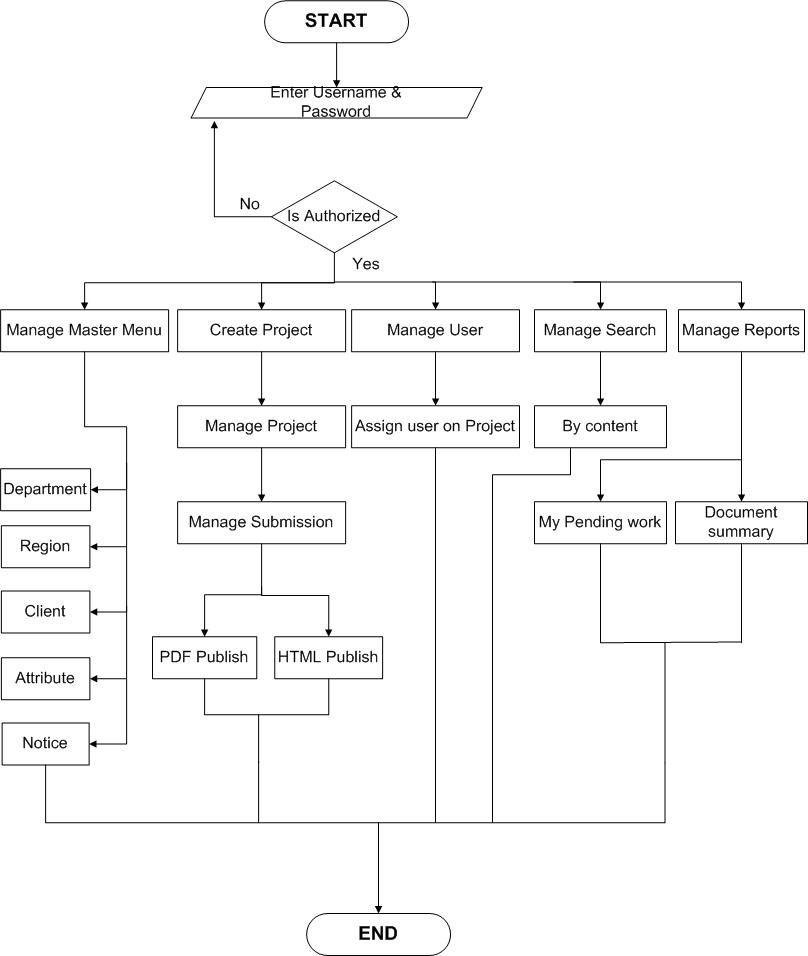 START
Enter Username &
Password
No
Is Authorized
Yes
Manage Master Menu
Create Project
Manage User
Manage Search
Manage Reports
Manage Project
Assign user on Project
By content
Department
Manage Submission
My Pending work
Document
summary
Region
Client
PDF Publish
HTML Publish
Attribute
Notice
END